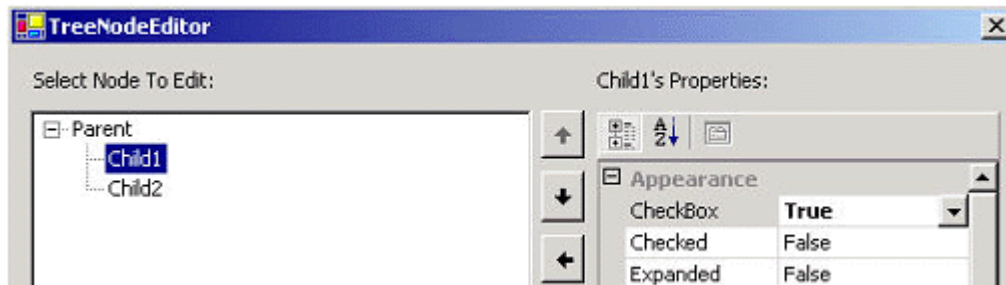 TreeNodeEditor
Select Node To Edit:
Parent
Child1
Child2
Child1's Properties:
Appearance
CheckBox True
Checked False
Expanded False